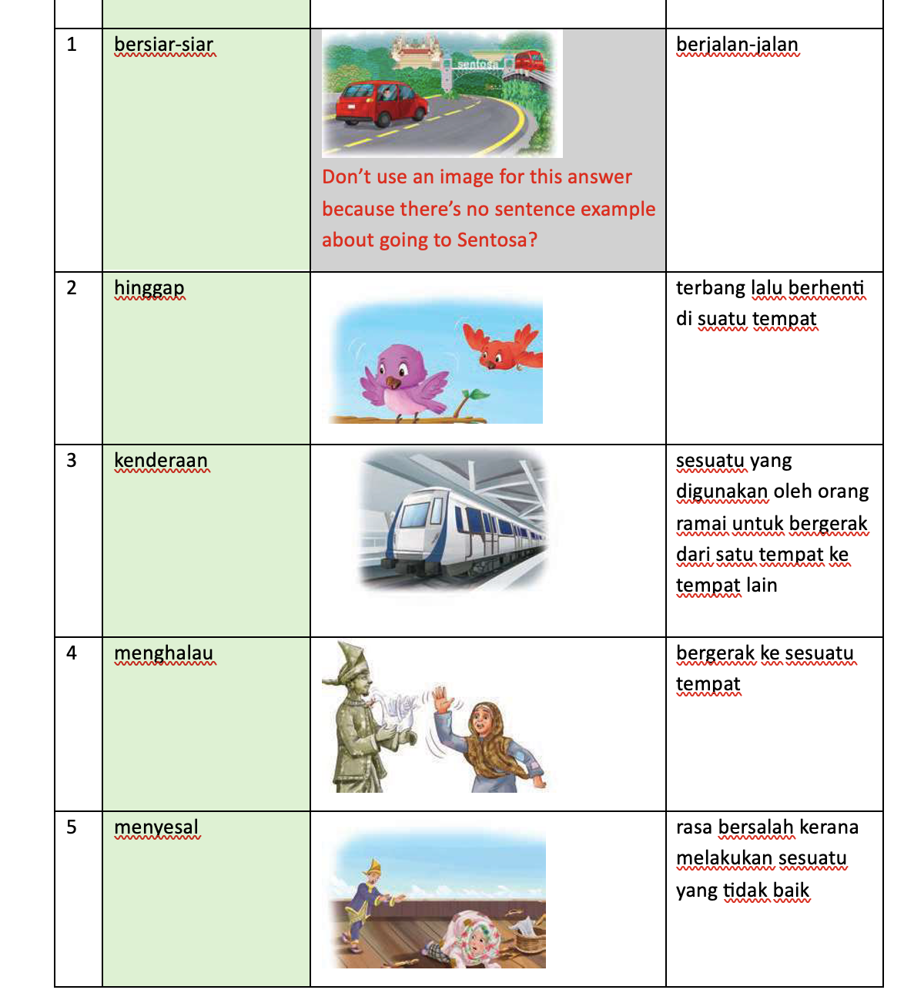 1
bersiar-siar
sentosa
Don’t use an image for this answer
because there’s no sentence example
about going to Sentosa?
berjalan-jalan
2
hinggap
terbang lalu berhenti
di suatu tempat
3
kenderaan
sesuatu yang
digunakan oleh orang
ramai untuk bergerak
dari satu tempat ke
tempat lain
4
menghalau
bergerak ke sesuatu
tempat
5
menyesal
rasa bersalah kerana
melakukan sesuatu
yang tidak baik